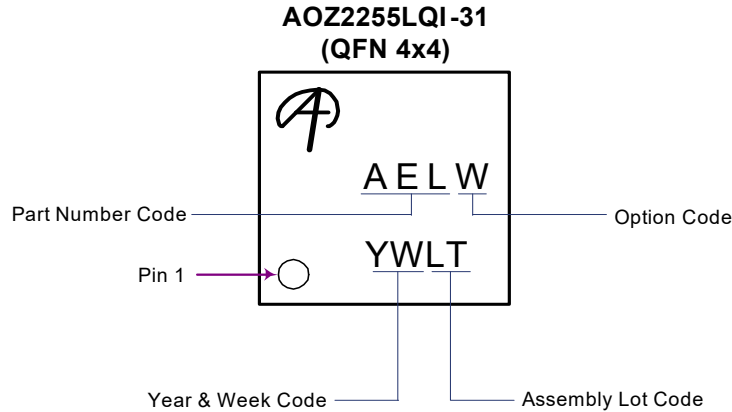 AOZ2255LQI-31
(QFN 4x4)
AELW
Part Number Code
Option Code
YWLT
Pin 1
Year & Week Code
Assembly Lot Code